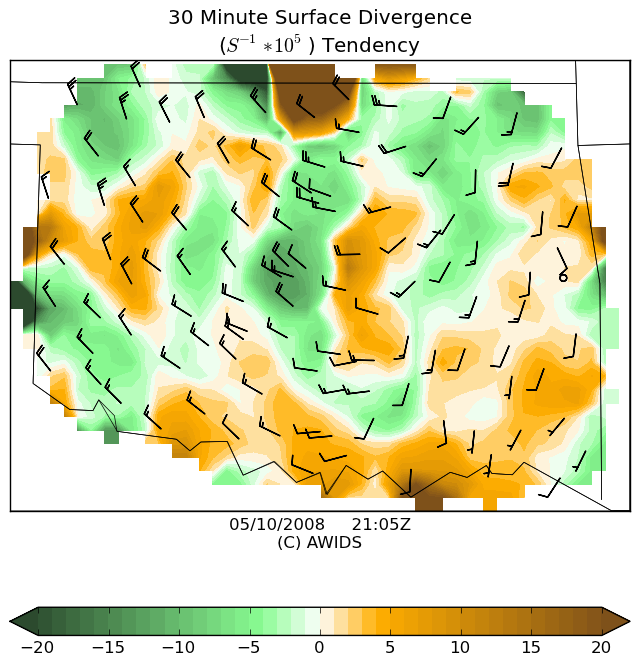 30 Minute Surface Divergence
(S⁻¹ * 10⁵ ) Tendency
05/10/2008 21:05Z
(C) AWIDS
−20 −15 −10 −5 0 5 10 15 20